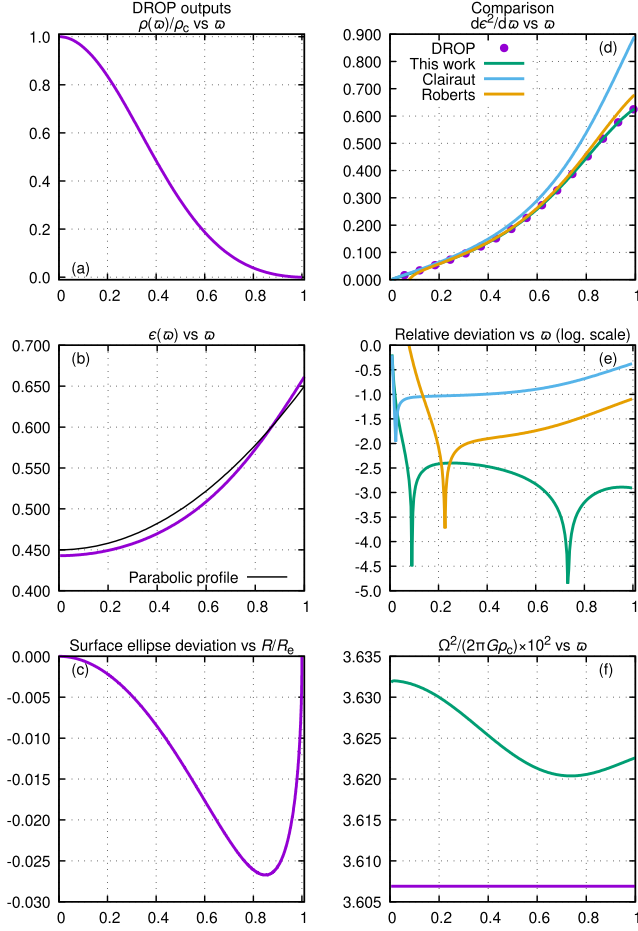 DROP outputs
ρ(ϖ)/ρc vs ϖ
1.0
0.8
0.6
0.4
0.2
0.0
(a)
0 0.2 0.4 0.6 0.8 1
Comparison
dϵ²/dϖ vs ϖ
0.900
0.800
0.700
0.600
0.500
0.400
0.300
0.200
0.100
0.000
(d)
DROP
This work
Clairaut
Roberts
0 0.2 0.4 0.6 0.8 1
ϵ(ϖ) vs ϖ
0.700
0.650
0.600
0.550
0.500
0.450
0.400
(b)
Parabolic profile
0 0.2 0.4 0.6 0.8 1
Relative deviation vs ϖ (log. scale)
0.0
-0.5
-1.0
-1.5
-2.0
-2.5
-3.0
-3.5
-4.0
-4.5
-5.0
(e)
0 0.2 0.4 0.6 0.8 1
Surface ellipse deviation vs R/Re
0.000
-0.005
-0.010
-0.015
-0.020
-0.025
-0.030
(c)
0 0.2 0.4 0.6 0.8 1
Ω²/(2πGρc)×10² vs ϖ
3.635
3.630
3.625
3.620
3.615
3.610
3.605
(f)
0 0.2 0.4 0.6 0.8 1